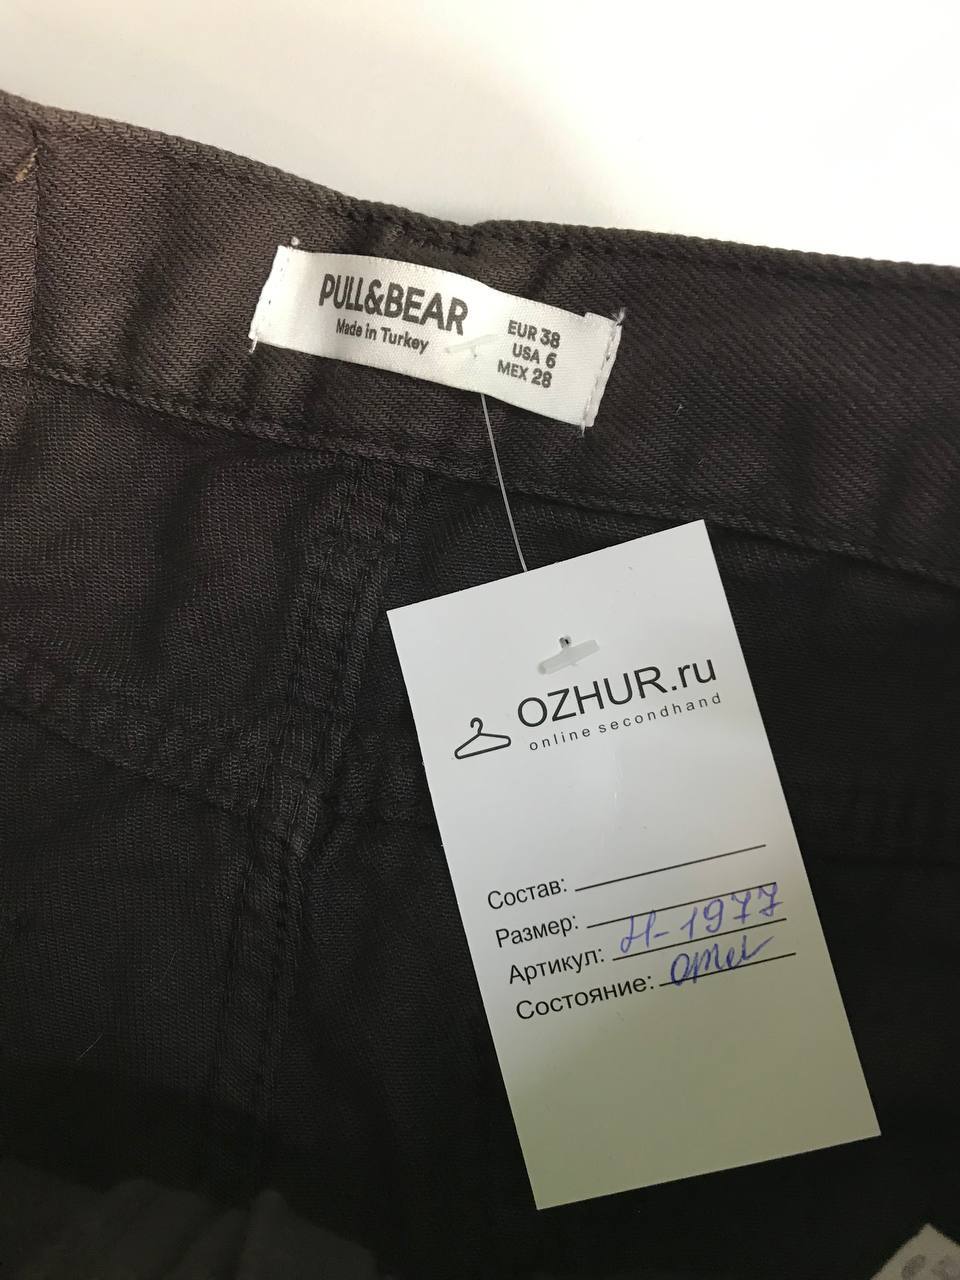 PULL&BEAR
Made in Turkey
EUR 38
USA 6
MEX 28
OZHUR.ru
online secondhand
Состав:
Размер:
Артикул: Н-1977
Состояние: отл